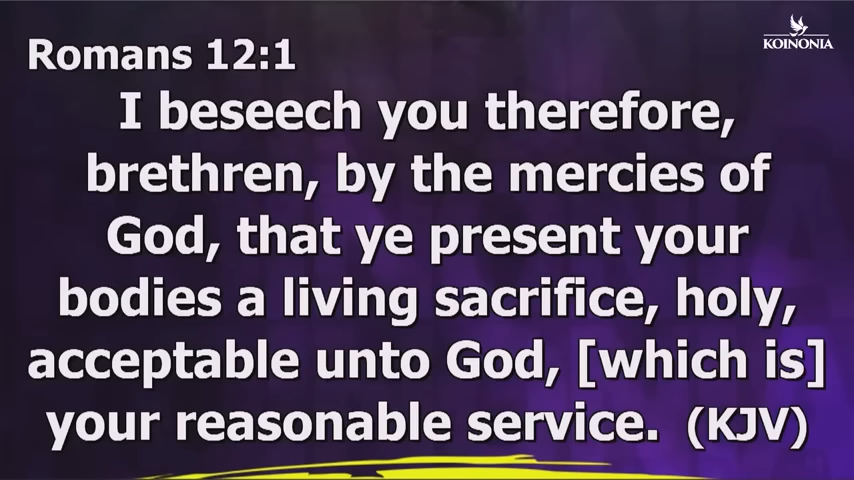 KOINONIA
Romans 12:1
I beseech you therefore,
brethren, by the mercies of
God, that ye present your
bodies a living sacrifice, holy,
acceptable unto God, [which is]
your reasonable service. (KJV)